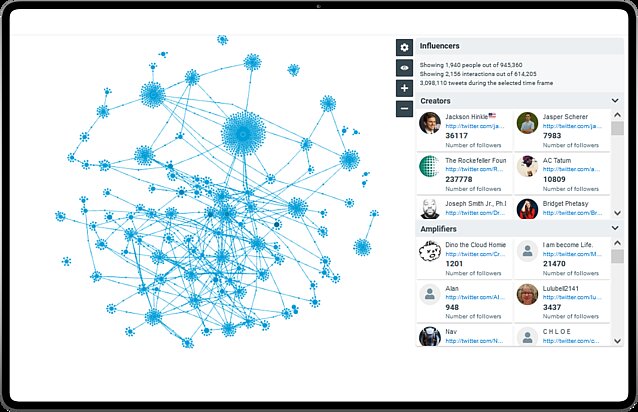 Influencers
Showing 1,940 people out of 945,360
Showing 2,156 interactions out of 614,205
3,098,110 tweets during the selected time frame
Creators
Jackson Hinkle
http://twitter.com/ja...
36117
Number of followers
Jasper Scherer
http://twitter.com/ja...
7983
Number of followers
The Rockefeller Foun
http://twitter.com/R...
237778
Number of followers
AC Tatum
http://twitter.com/a...
10809
Number of followers
Joseph Smith Jr., Ph.
http://twitter.com/p...
Bridget Phetasy
http://twitter.com/Br...
Amplifiers
Dino the Cloud Home
http://twitter.com/Cr...
1201
Number of followers
I am become Life.
http://twitter.com/M...
21470
Number of followers
Alan
http://twitter.com/Al...
948
Number of followers
Lulubell2141
http://twitter.com/lu...
3437
Number of followers
Nav
http://twitter.com/N...
C H L O E
http://twitter.com/c...